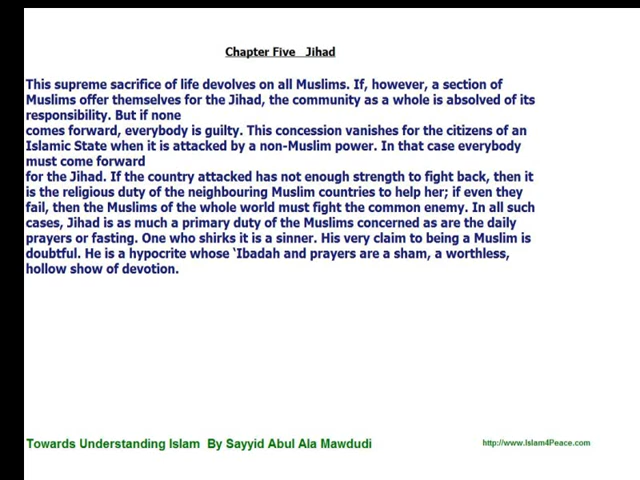 Chapter Five   Jihad
This supreme sacrifice of life devolves on all Muslims. If, however, a section of
Muslims offer themselves for the Jihad, the community as a whole is absolved of its
responsibility. But if none
comes forward, everybody is guilty. This concession vanishes for the citizens of an
Islamic State when it is attacked by a non-Muslim power. In that case everybody
must come forward
for the Jihad. If the country attacked has not enough strength to fight back, then it
is the religious duty of the neighbouring Muslim countries to help her; if even they
fail, then the Muslims of the whole world must fight the common enemy. In all such
cases, Jihad is as much a primary duty of the Muslims concerned as are the daily
prayers or fasting. One who shirks it is a sinner. His very claim to being a Muslim is
doubtful. He is a hypocrite whose ‘Ibadah and prayers are a sham, a worthless,
hollow show of devotion.
Towards Understanding Islam  By Sayyid Abul Ala Mawdudi
http://www.Islam4Peace.com